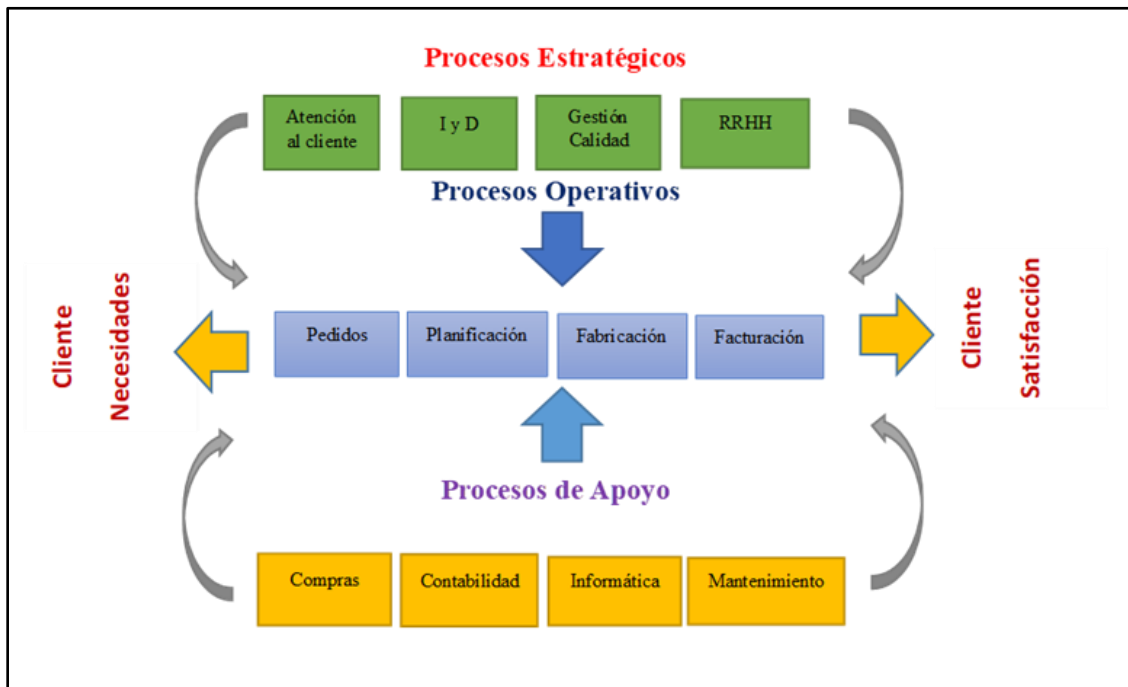 Procesos Estratégicos
Atención
al cliente
I y D
Gestión
Calidad
RRHH
Procesos Operativos
Cliente
Necesidades
Pedidos
Planificación
Fabricación
Facturación
Cliente
Satisfacción
Procesos de Apoyo
Compras
Contabilidad
Informática
Mantenimiento